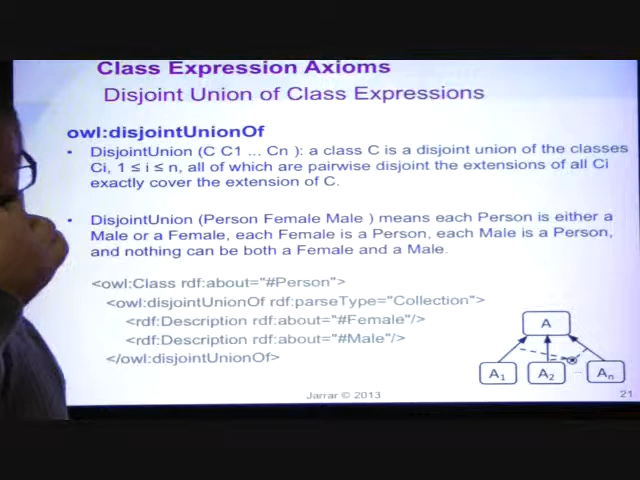 Class Expression Axioms
Disjoint Union of Class Expressions
owl:disjointUnionOf
• DisjointUnion (C C1 ... Cn ): a class C is a disjoint union of the classes
Ci, 1 ≤ i ≤ n, all of which are pairwise disjoint the extensions of all Ci
exactly cover the extension of C.
• DisjointUnion (Person Female Male ) means each Person is either a
Male or a Female, each Female is a Person, each Male is a Person,
and nothing can be both a Female and a Male.
<owl:Class rdf:about="#Person">
<owl:disjointUnionOf rdf:parseType="Collection">
<rdf:Description rdf:about="#Female"/>
<rdf:Description rdf:about="#Male"/>
</owl:disjointUnionOf>
A
A1 A2 ... An
Jarrar © 2013
21